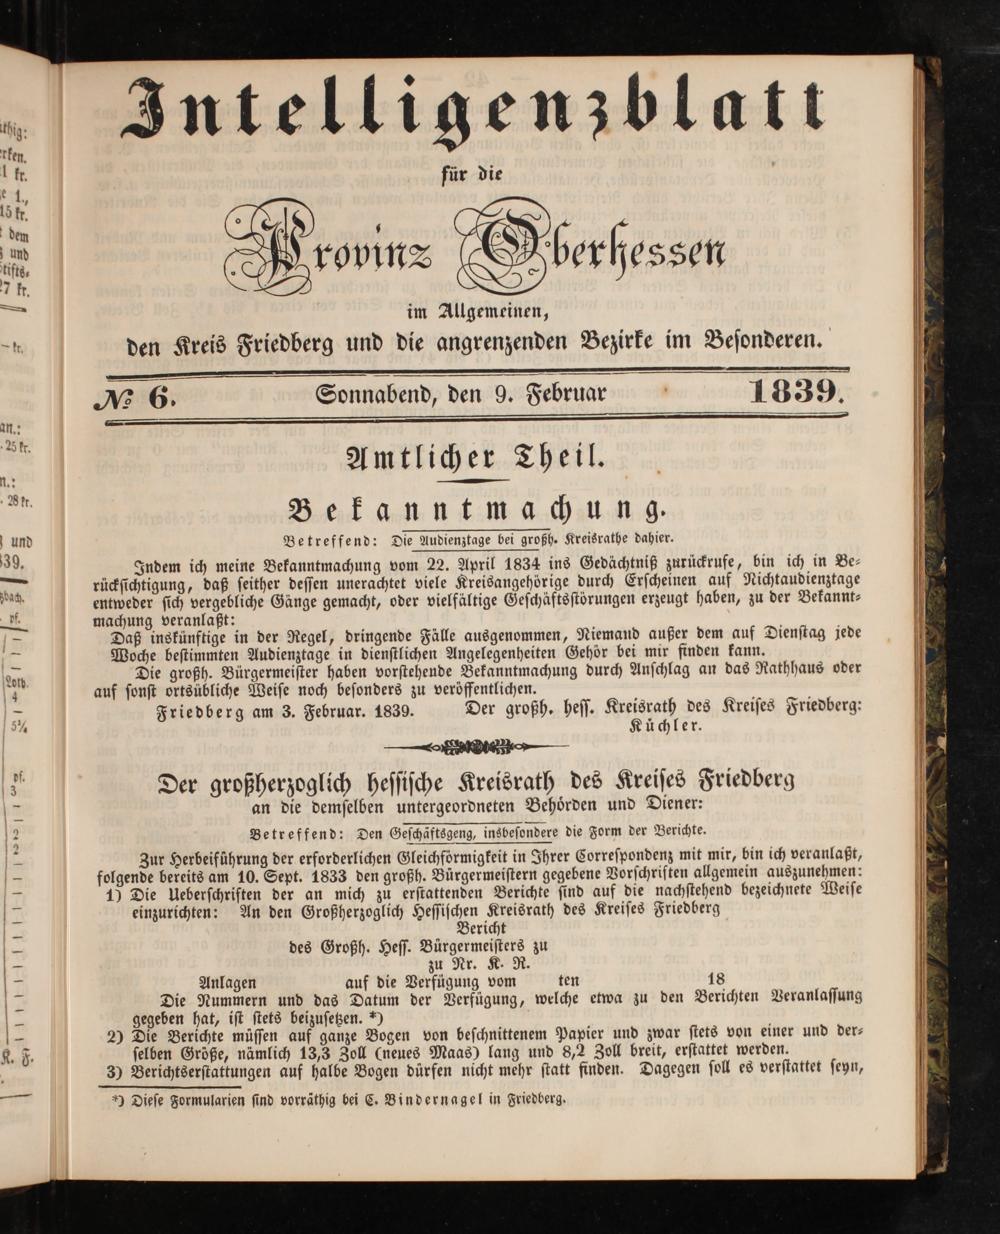 Intelligenzblatt
für die
Provinz Oberhessen
im Allgemeinen,
den Kreis Friedberg und die angrenzenden Bezirke im Besonderen.
№ 6. Sonnabend, den 9. Februar 1839.
Amtlicher Theil.
Bekanntmachung.
Betreffend: Die Audienztage bei großh. Kreisrathe dahier.
Indem ich meine Bekanntmachung vom 22. April 1834 ins Gedächtniß zurückrufe, bin ich in Be-
rücksichtigung, daß seither dessen unerachtet viele Kreisangehörige durch Erscheinen auf Nichtaudienztage
entweder sich vergebliche Gänge gemacht, oder vielfältige Geschäftsstörungen erzeugt haben, zu der Bekannt-
machung veranlaßt:
Daß inskünftige in der Regel, dringende Fälle ausgenommen, Niemand außer dem auf Dienstag jede
Woche bestimmten Audienztage in dienstlichen Angelegenheiten Gehör bei mir finden kann.
Die großh. Bürgermeister haben vorstehende Bekanntmachung durch Anschlag an das Rathhaus oder
auf sonst ortsübliche Weise noch besonders zu veröffentlichen.
Friedberg am 3. Februar. 1839. Der großh. hess. Kreisrath des Kreises Friedberg:
Küchler.
Der großherzoglich hessische Kreisrath des Kreises Friedberg
an die demselben untergeordneten Behörden und Diener:
Betreffend: Den Geschäftsgeng, insbesondere die Form der Berichte.
Zur Herbeiführung der erforderlichen Gleichförmigkeit in Ihrer Correspondenz mit mir, bin ich veranlaßt,
folgende bereits am 10. Sept. 1833 den großh. Bürgermeistern gegebene Vorschriften allgemein auszunehmen:
1) Die Ueberschriften der an mich zu erstattenden Berichte sind auf die nachstehend bezeichnete Weise
einzurichten: An den Großherzoglich Hessischen Kreisrath des Kreises Friedberg
Bericht
des Großh. Hess. Bürgermeisters zu
zu Nr. K. R.
Anlagen auf die Verfügung vom ten 18
Die Nummern und das Datum der Verfügung, welche etwa zu den Berichten Veranlassung
gegeben hat, ist stets beizusetzen. *)
2) Die Berichte müssen auf ganze Bogen von beschnittenem Papier und zwar stets von einer und der-
selben Größe, nämlich 13,3 Zoll (neues Maas) lang und 8,2 Zoll breit, erstattet werden.
3) Berichtserstattungen auf halbe Bogen dürfen nicht mehr statt finden. Dagegen soll es verstattet seyn,
*) Diese Formularien sind vorräthig bei C. Bindernagel in Friedberg.